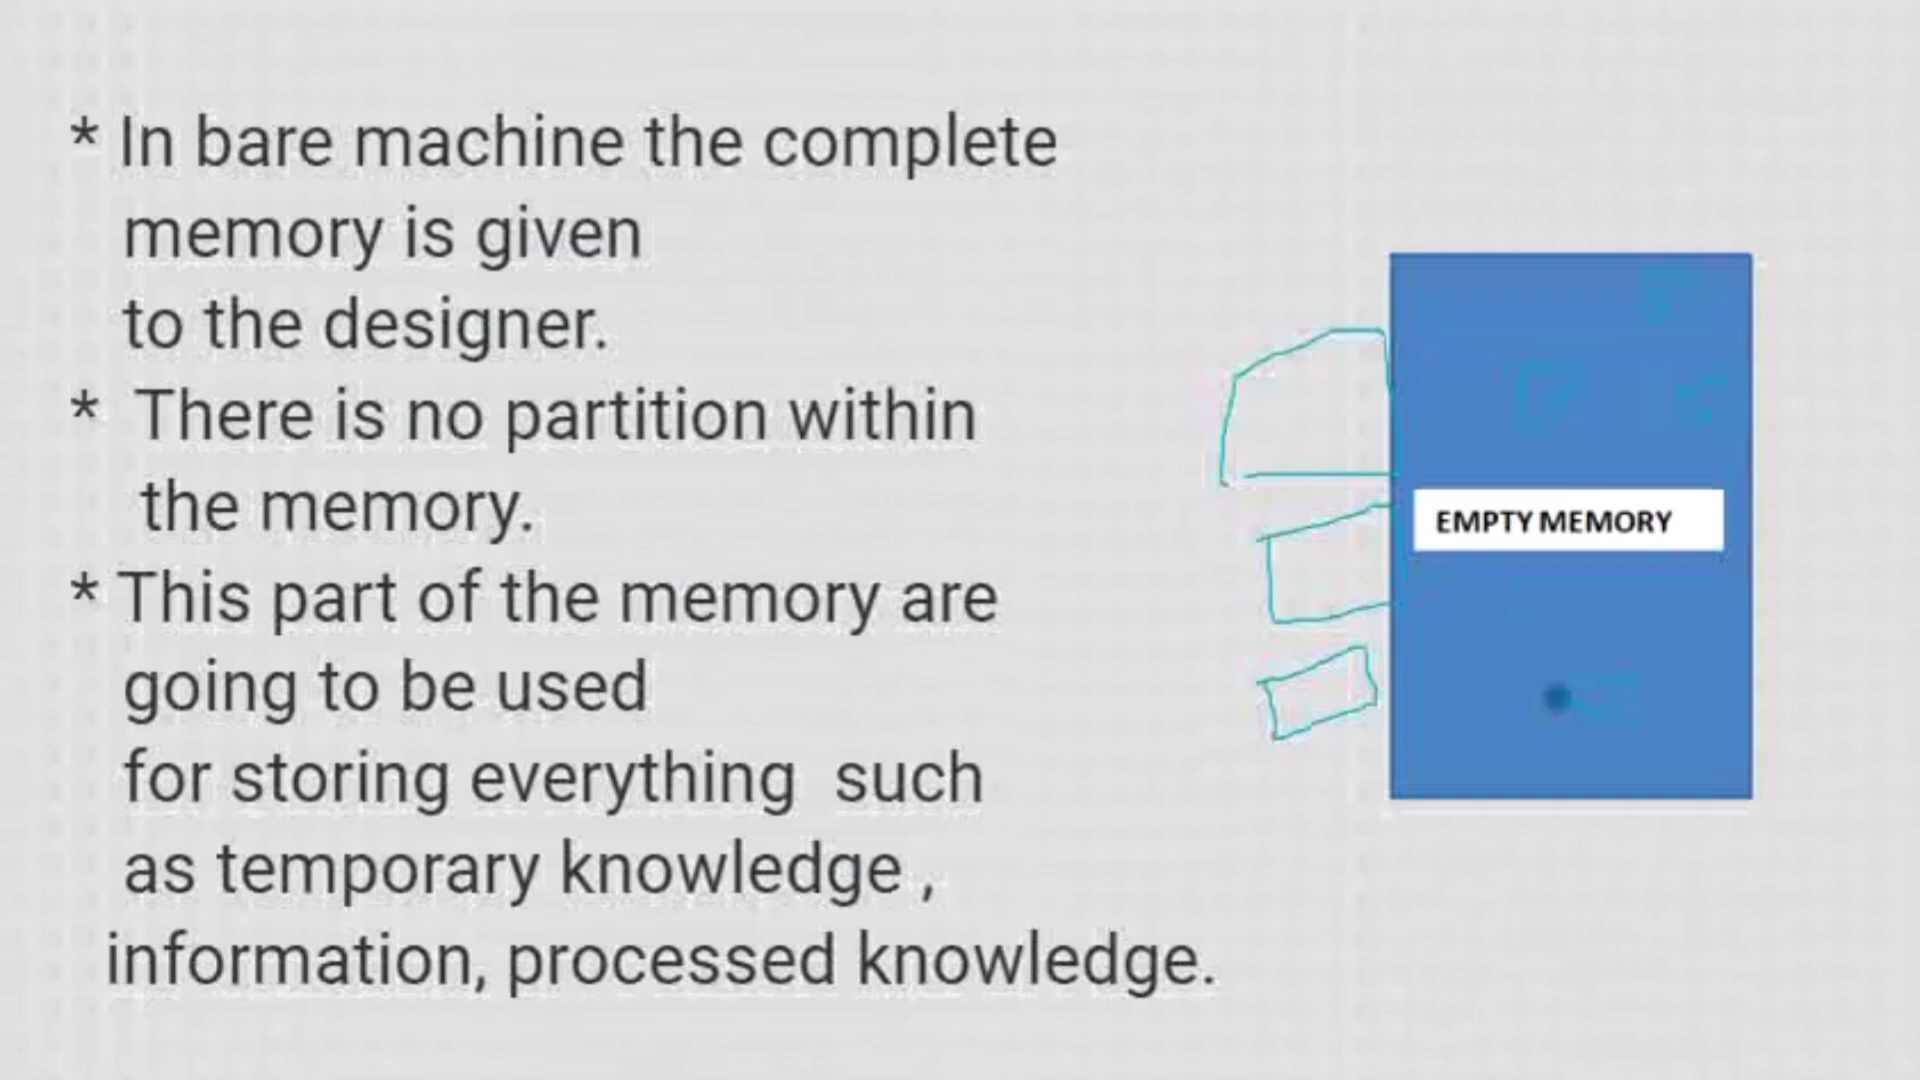 * In bare machine the complete
memory is given
to the designer.
* There is no partition within
the memory.
* This part of the memory are
going to be used
for storing everything such
as temporary knowledge ,
information, processed knowledge.
EMPTY MEMORY